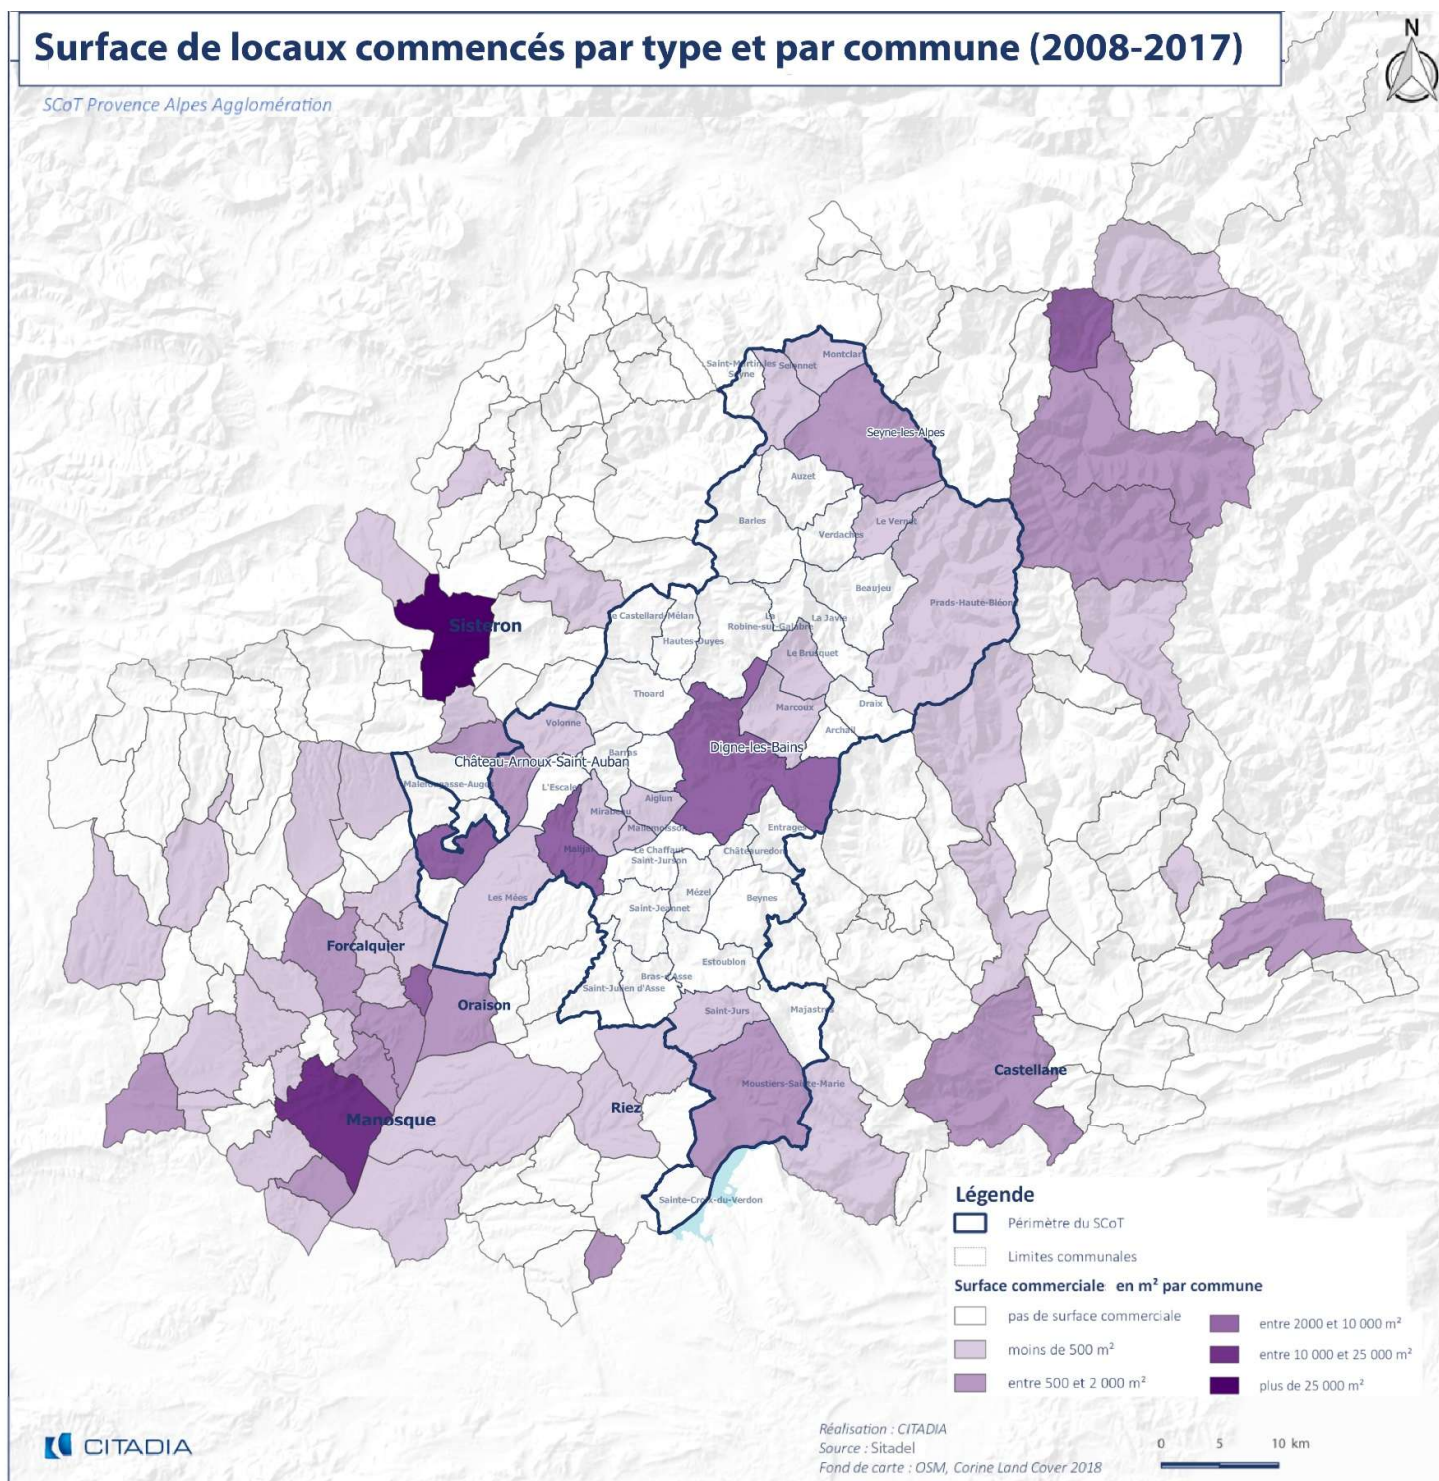 Surface de locaux commencés par type et par commune (2008-2017)
N
SCoT Provence Alpes Agglomération
Montclar
Saint-Martin-les
Seyne
Selonnet
Seyne-les-Alpes
Auzet
Barles
Le Vernet
Verdaches
Beaujeu
Prads-Haute-Bléone
Le Castellard-Mélan
La
Robine-sur-Galabre
La Javie
Sisteron
Hautes-Duyes
Le Brusquet
Thoard
Draix
Marcoux
Archail
Volonne
Digne-les-Bains
Barras
Château-Arnoux-Saint-Auban
Malefougasse-Auges
L'Escale
Aiglun
Mirabeau
Mallemoisson
Entrages
Malijai
Le Chaffaut
Saint-Jurson
Châteauredon
Les Mées
Mézel
Beynes
Saint-Jeannet
Forcalquier
Estoublon
Bras-d'Asse
Saint-Julien d'Asse
Oraison
Saint-Jurs
Majastres
Castellane
Moustiers-Sainte-Marie
Riez
Manosque
Sainte-Croix-du-Verdon
Légende
Périmètre du SCoT
Limites communales
Surface commerciale en m² par commune
pas de surface commerciale
moins de 500 m²
entre 500 et 2 000 m²
entre 2000 et 10 000 m²
entre 10 000 et 25 000 m²
plus de 25 000 m²
CITADIA
Réalisation : CITADIA
Source : Sitadel
Fond de carte : OSM, Corine Land Cover 2018
0 5 10 km